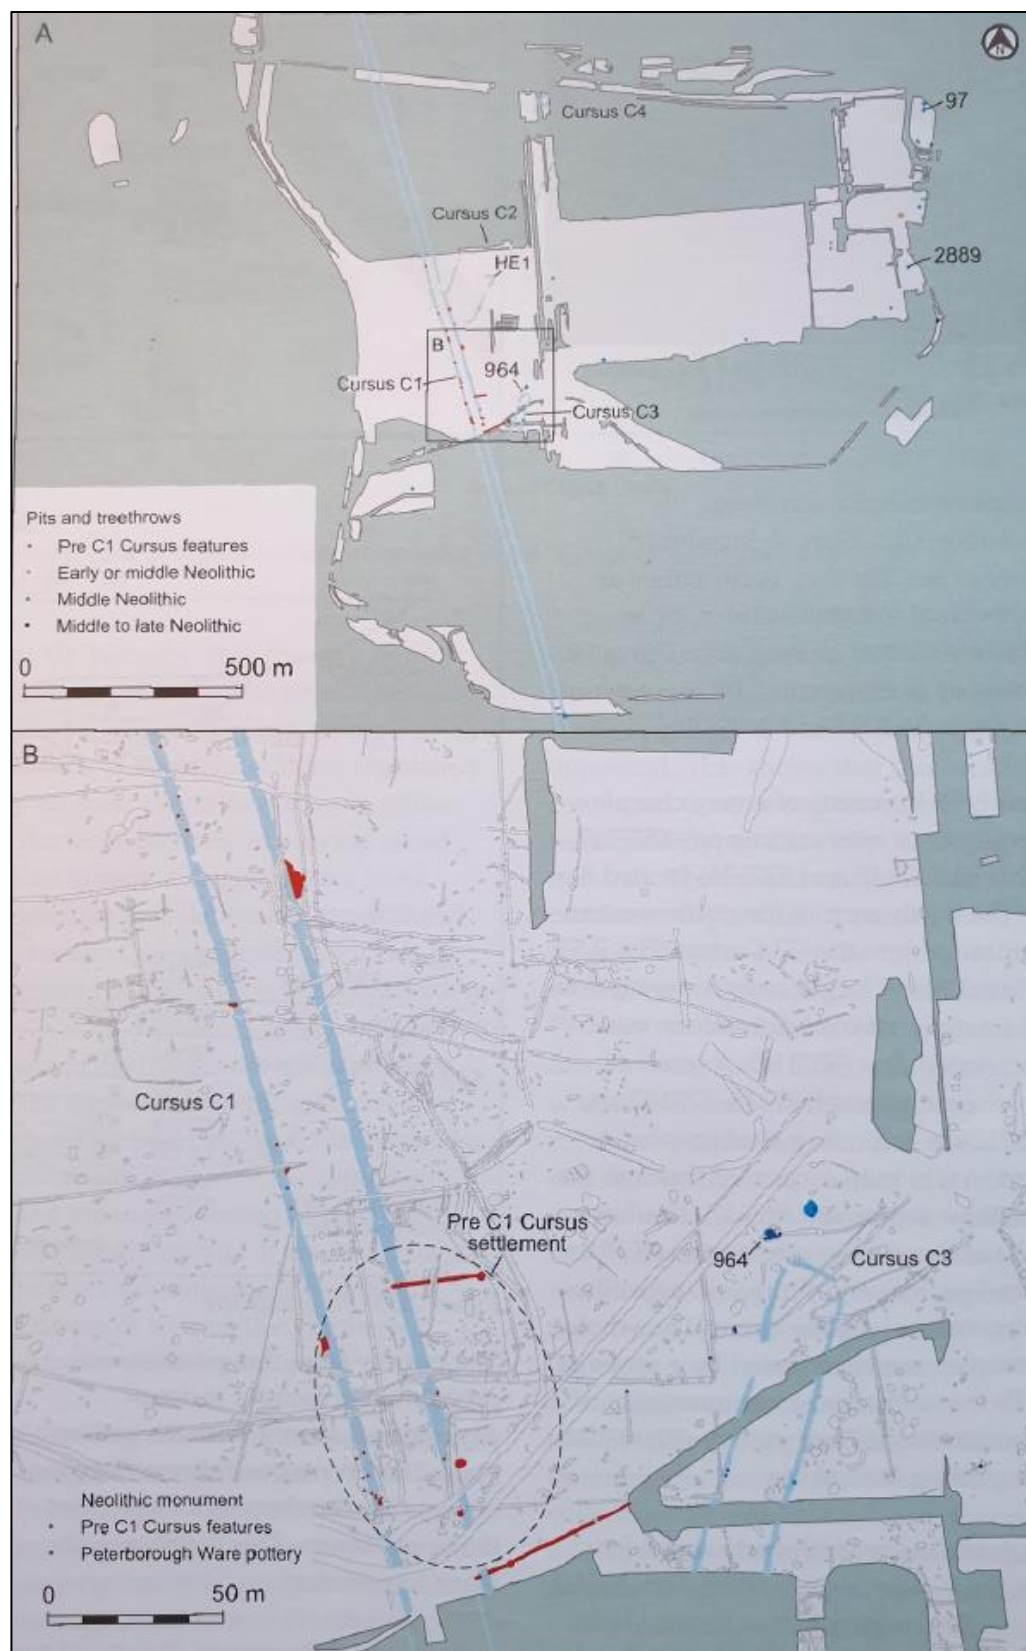 A
N
97
Cursus C4
Cursus C2
HE1
2889
B
964
Cursus C1
Cursus C3
Pits and treethrows
Pre C1 Cursus features
Early or middle Neolithic
Middle Neolithic
Middle to late Neolithic
0 500 m
B
Cursus C1
Pre C1 Cursus
settlement
964
Cursus C3
Neolithic monument
Pre C1 Cursus features
Peterborough Ware pottery
0 50 m